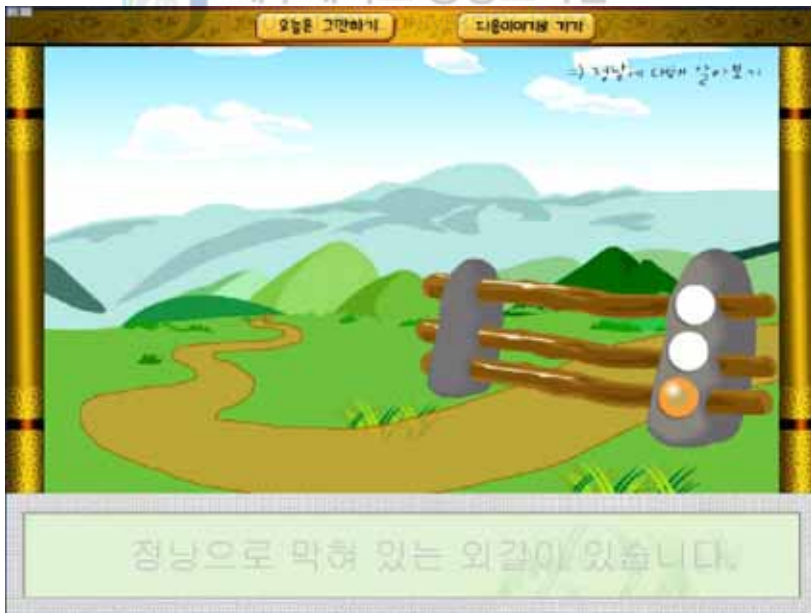 오늘은 그만하기
다음이야기로 가기
=) 정낭에 대해 알아보기
정낭으로 막혀 있는 외길이 있습니다.